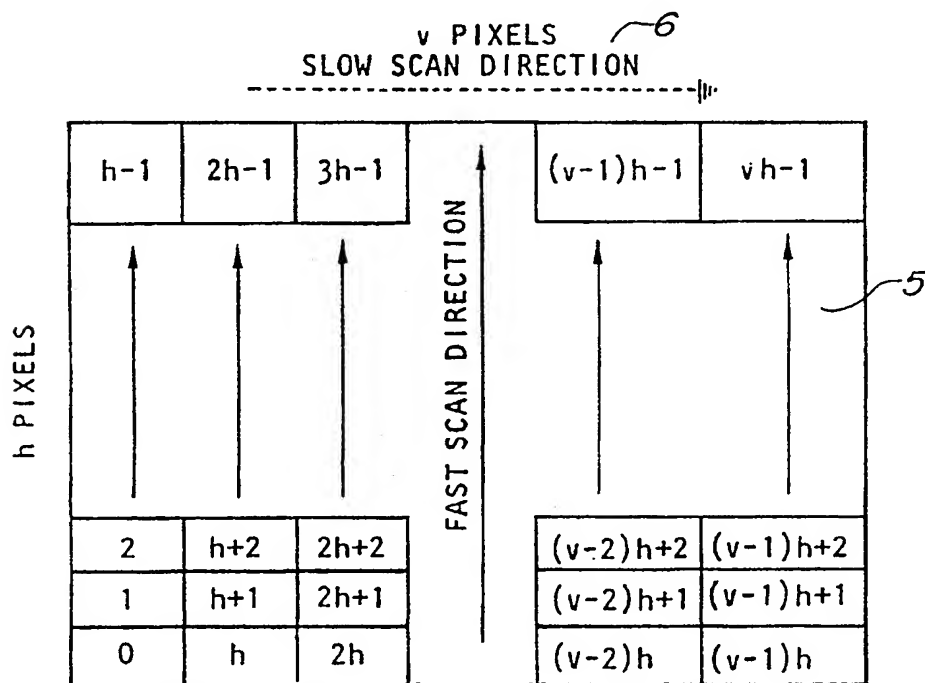 v PIXELS 6
SLOW SCAN DIRECTION
h-1 2h-1 3h-1 (v-1)h-1 vh-1
5
h PIXELS
FAST SCAN DIRECTION
2 h+2 2h+2 (v-2)h+2 (v-1)h+2
1 h+1 2h+1 (v-2)h+1 (v-1)h+1
0 h 2h (v-2)h (v-1)h